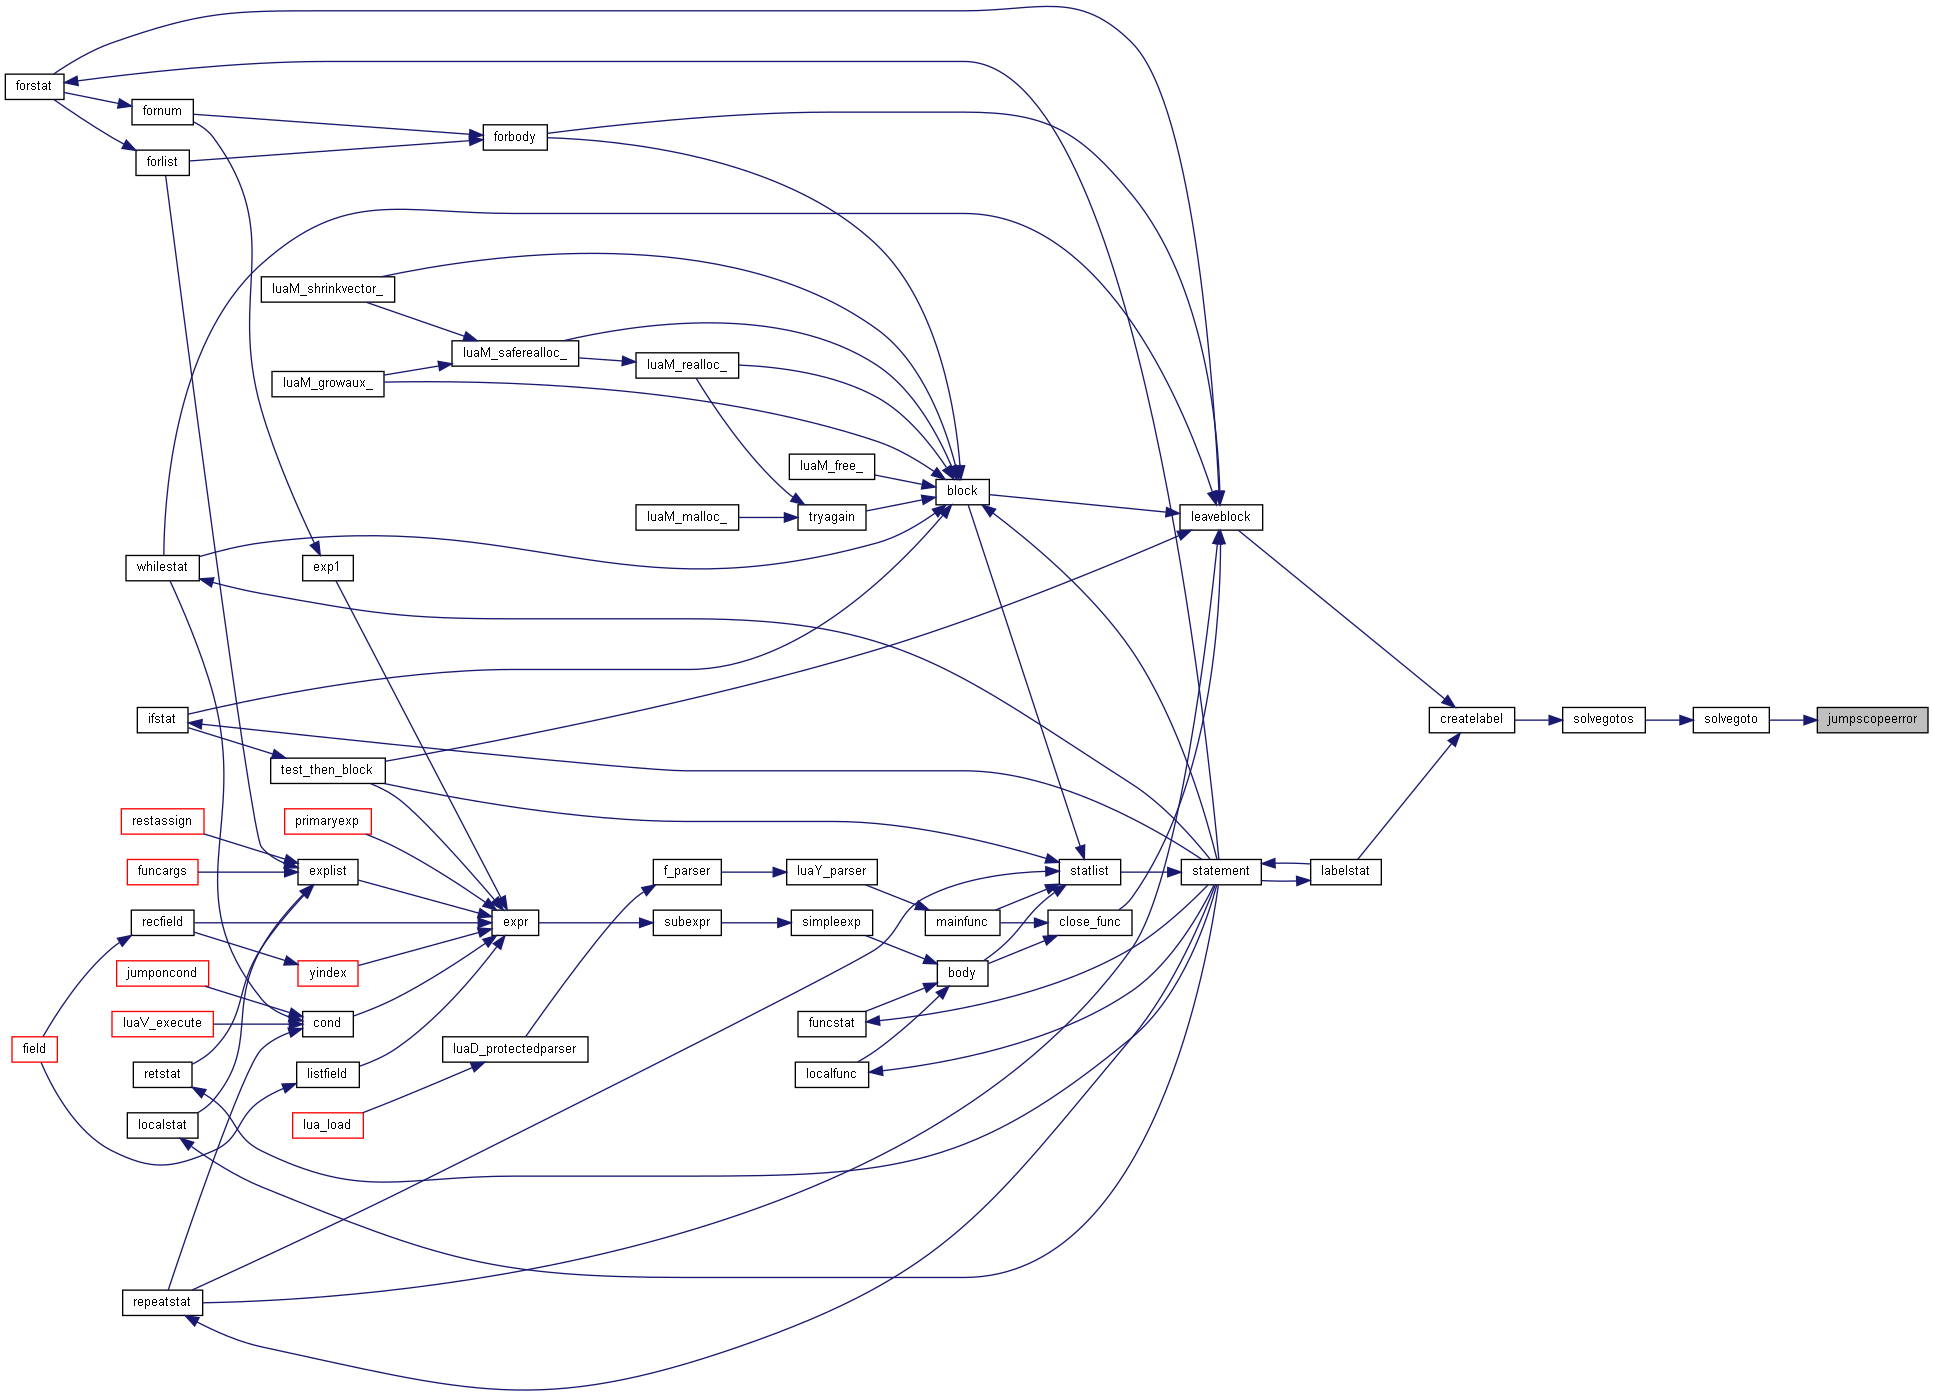 forstat
fornum
forbody
forlist
luaM_shrinkvector_
luaM_saferealloc_
luaM_realloc_
luaM_growaux_
luaM_free_
block
luaM_malloc_
tryagain
leaveblock
whilestat
exp1
ifstat
createlabel
solvegotos
solvegoto
jumpscopeerror
test_then_block
restassign
primaryexp
funcargs
explist
f_parser
luaY_parser
statlist
statement
labelstat
recfield
expr
subexpr
simpleexp
mainfunc
close_func
jumponcond
yindex
body
luaV_execute
cond
funcstat
field
luaD_protectedparser
retstat
listfield
localfunc
localstat
lua_load
repeatstat